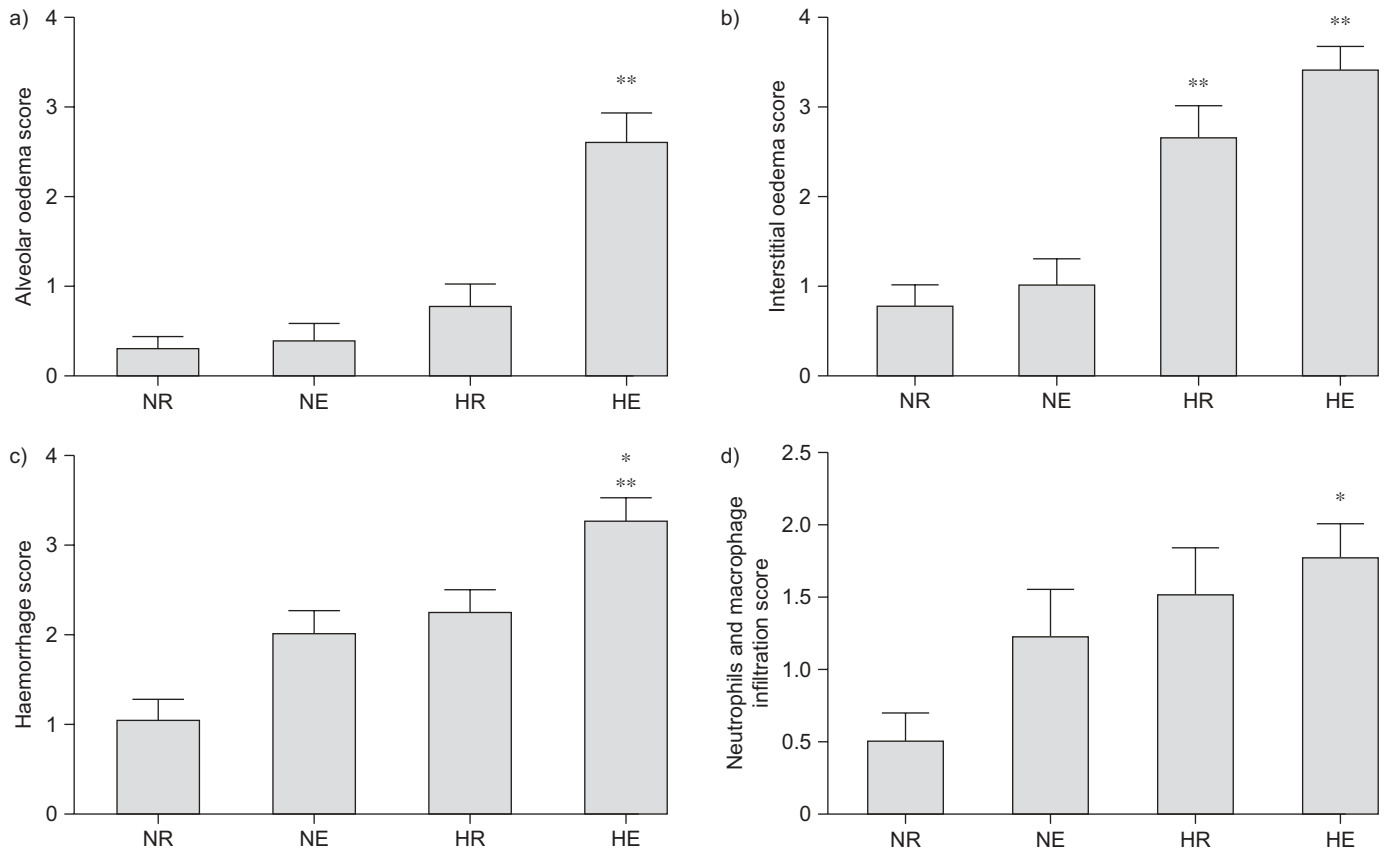 a)
Alveolar oedema score
4
3
2
1
0
**
NR NE HR HE
b)
Interstitial oedema score
4
3
2
1
0
**
**
NR NE HR HE
c)
Haemorrhage score
4
3
2
1
0
*
**
NR NE HR HE
d)
Neutrophils and macrophage
infiltration score
2.5
2.0
1.5
1.0
0.5
0
*
NR NE HR HE